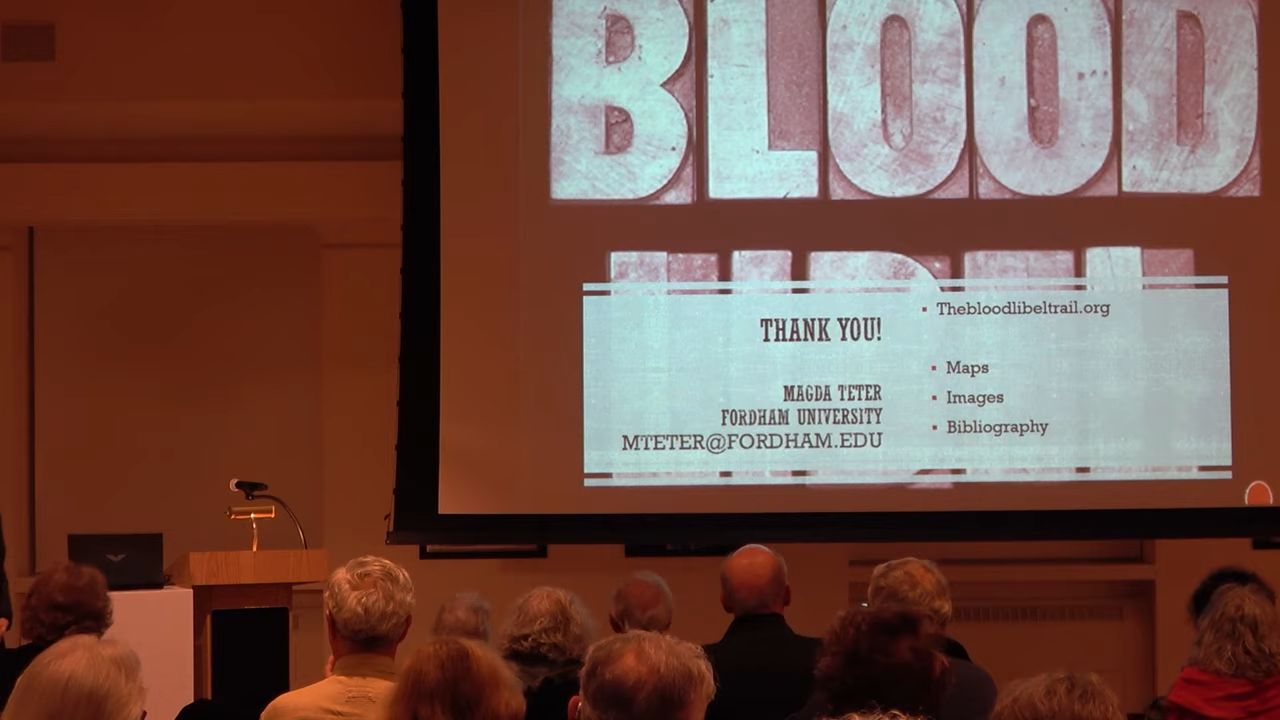 BLOOD
THANK YOU!
MAGDA TETER
FORDHAM UNIVERSITY
MTETER@FORDHAM.EDU
Thebloodlibeltrail.org
Maps
Images
Bibliography